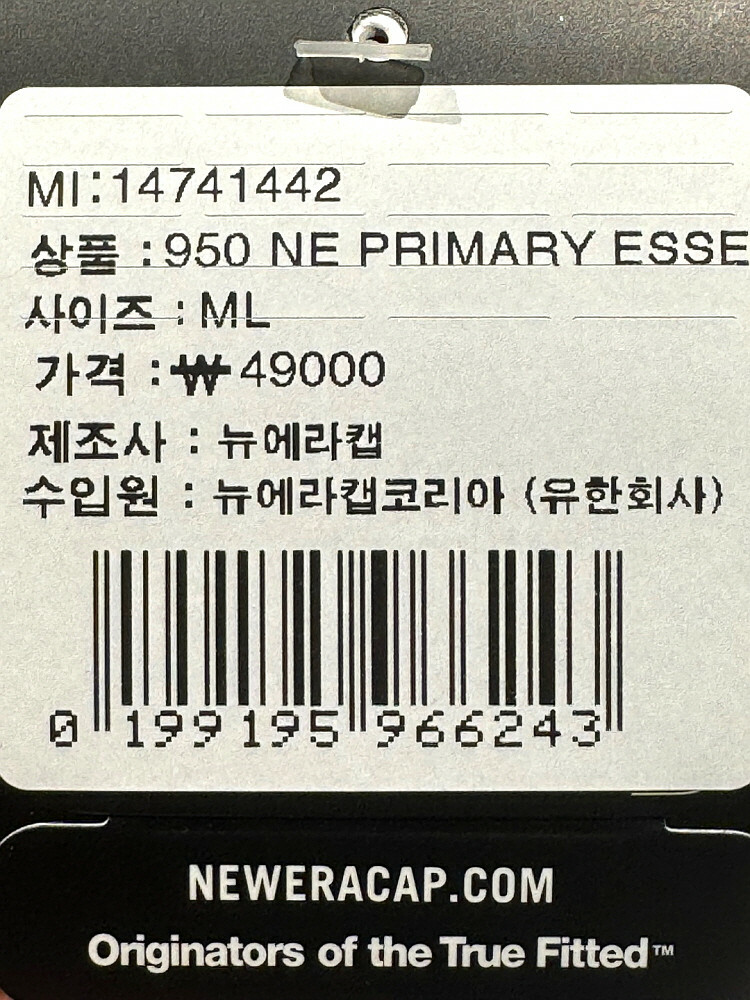 MI:14741442
상품 :950 NE PRIMARY ESSE
사이즈 : ML
가격 :₩49000
제조사 : 뉴에라캡
수입원 : 뉴에라캡코리아 (유한회사)
0 199195 966243
NEWERACAP.COM
Originators of the True Fitted™